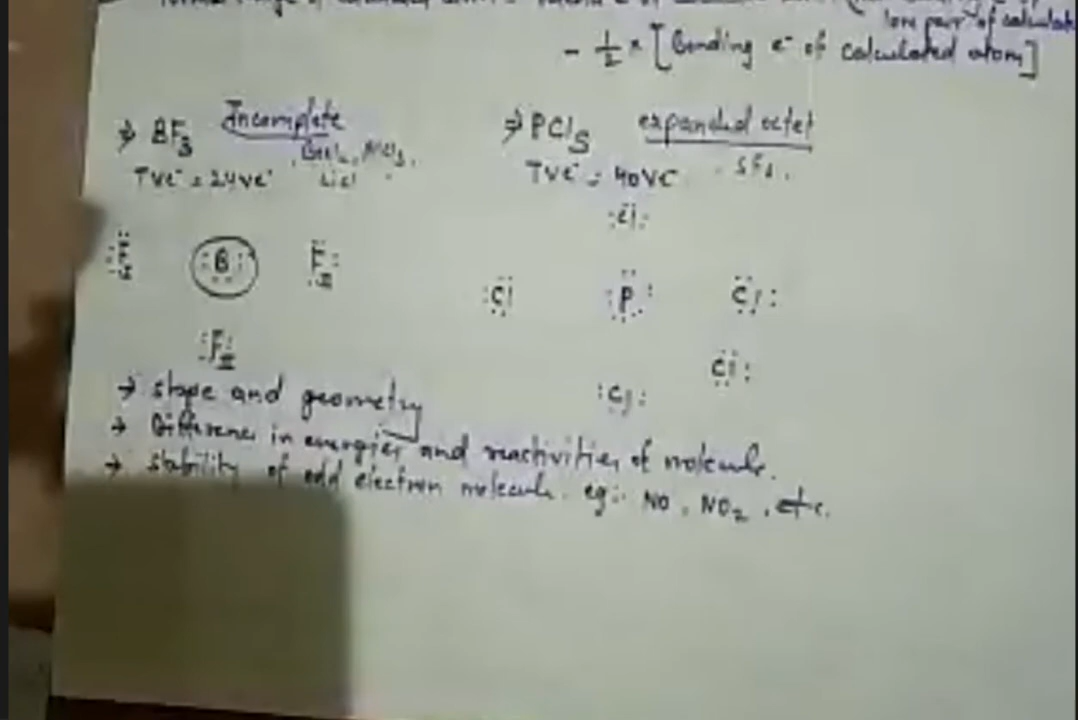 lone pair of calculate
- 1/2 × [Bonding e⁻ of calculated atom]
⇒ BF₃ Incomplete
⇒ PCl₅ expanded octet
TVe⁻ = 24Ve⁻ LiCl
TVe⁻ = 40Ve
:Cl:
:F: :B: F:
:Cl :P: Cl:
:F:
Cl:
:Cl:
→ shape and geometry
→ Difference in energies and reactivities of molecule.
→ stability of odd electron molecule. eg:- NO, NO₂, etc.